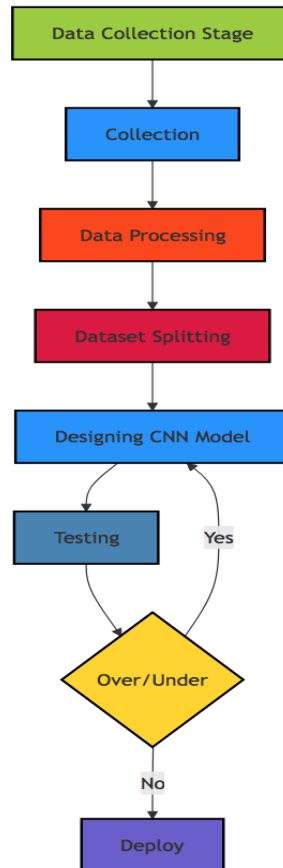 Data Collection Stage
Collection
Data Processing
Dataset Splitting
Designing CNN Model
Testing
Yes
Over/Under
No
Deploy